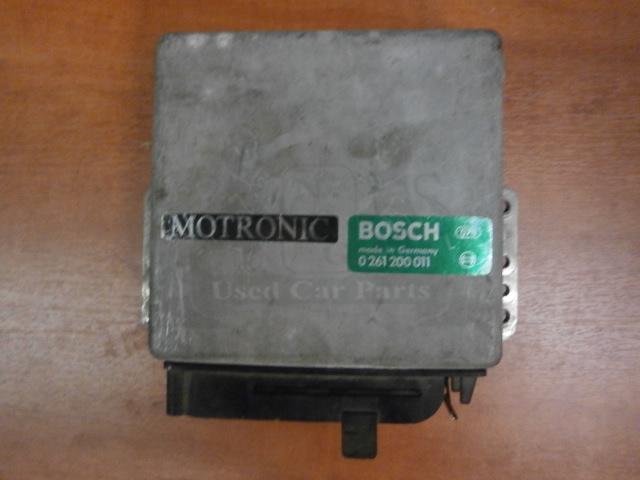 MOTRONIC
BOSCH
made in Germany
0 261 200 011
Used Car Parts